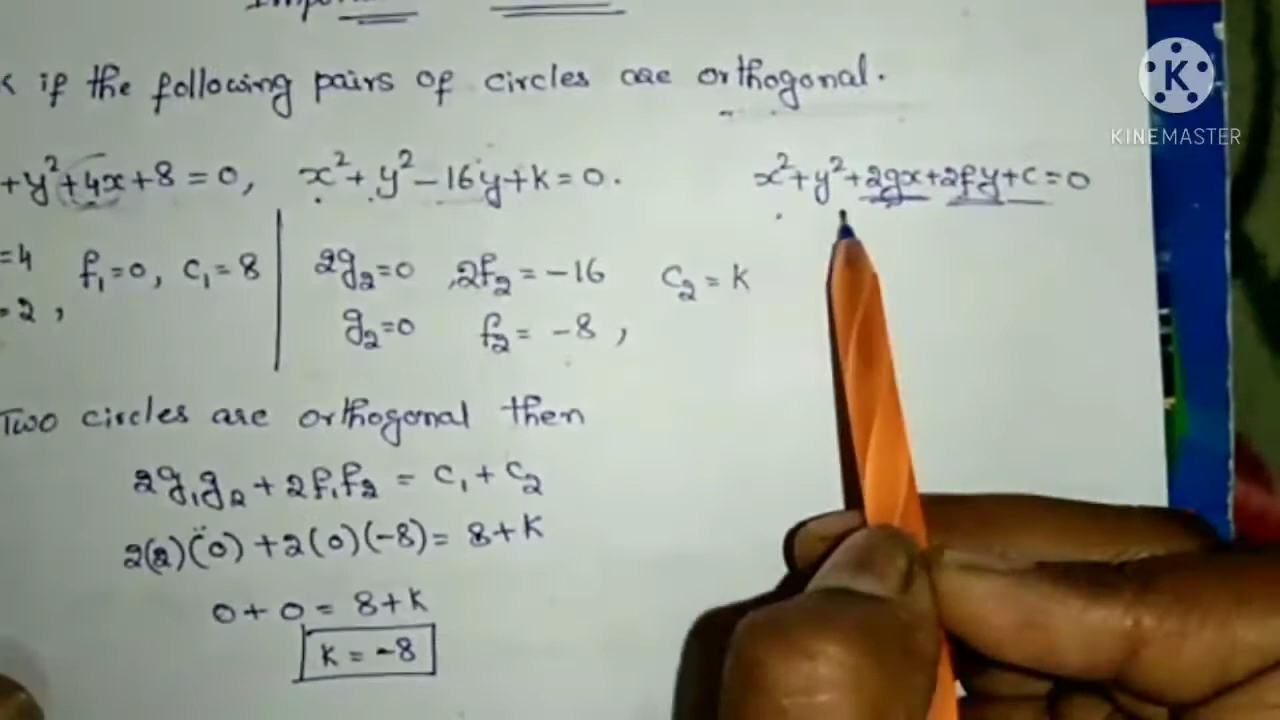 if the following pairs of circles are orthogonal.
+y²+4x+8=0, x²+y²-16y+k=0.
x²+y²+2gx+2fy+c=0
=4 f₁=0, c₁=8
2g₂=0, 2f₂=-16 c₂=k
2,
g₂=0 f₂=-8,
Two circles are orthogonal then
2g₁g₂+2f₁f₂=c₁+c₂
2(2)(0)+2(0)(-8)=8+k
0+0=8+k
k=-8
K
KINEMASTER